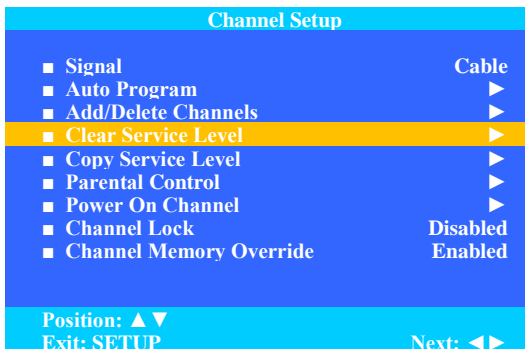 Channel Setup
■ Signal Cable
■ Auto Program ►
■ Add/Delete Channels ►
■ Clear Service Level ►
■ Copy Service Level ►
■ Parental Control ►
■ Power On Channel ►
■ Channel Lock Disabled
■ Channel Memory Override Enabled
Position: ▲▼
Exit: SETUP Next: ◄►